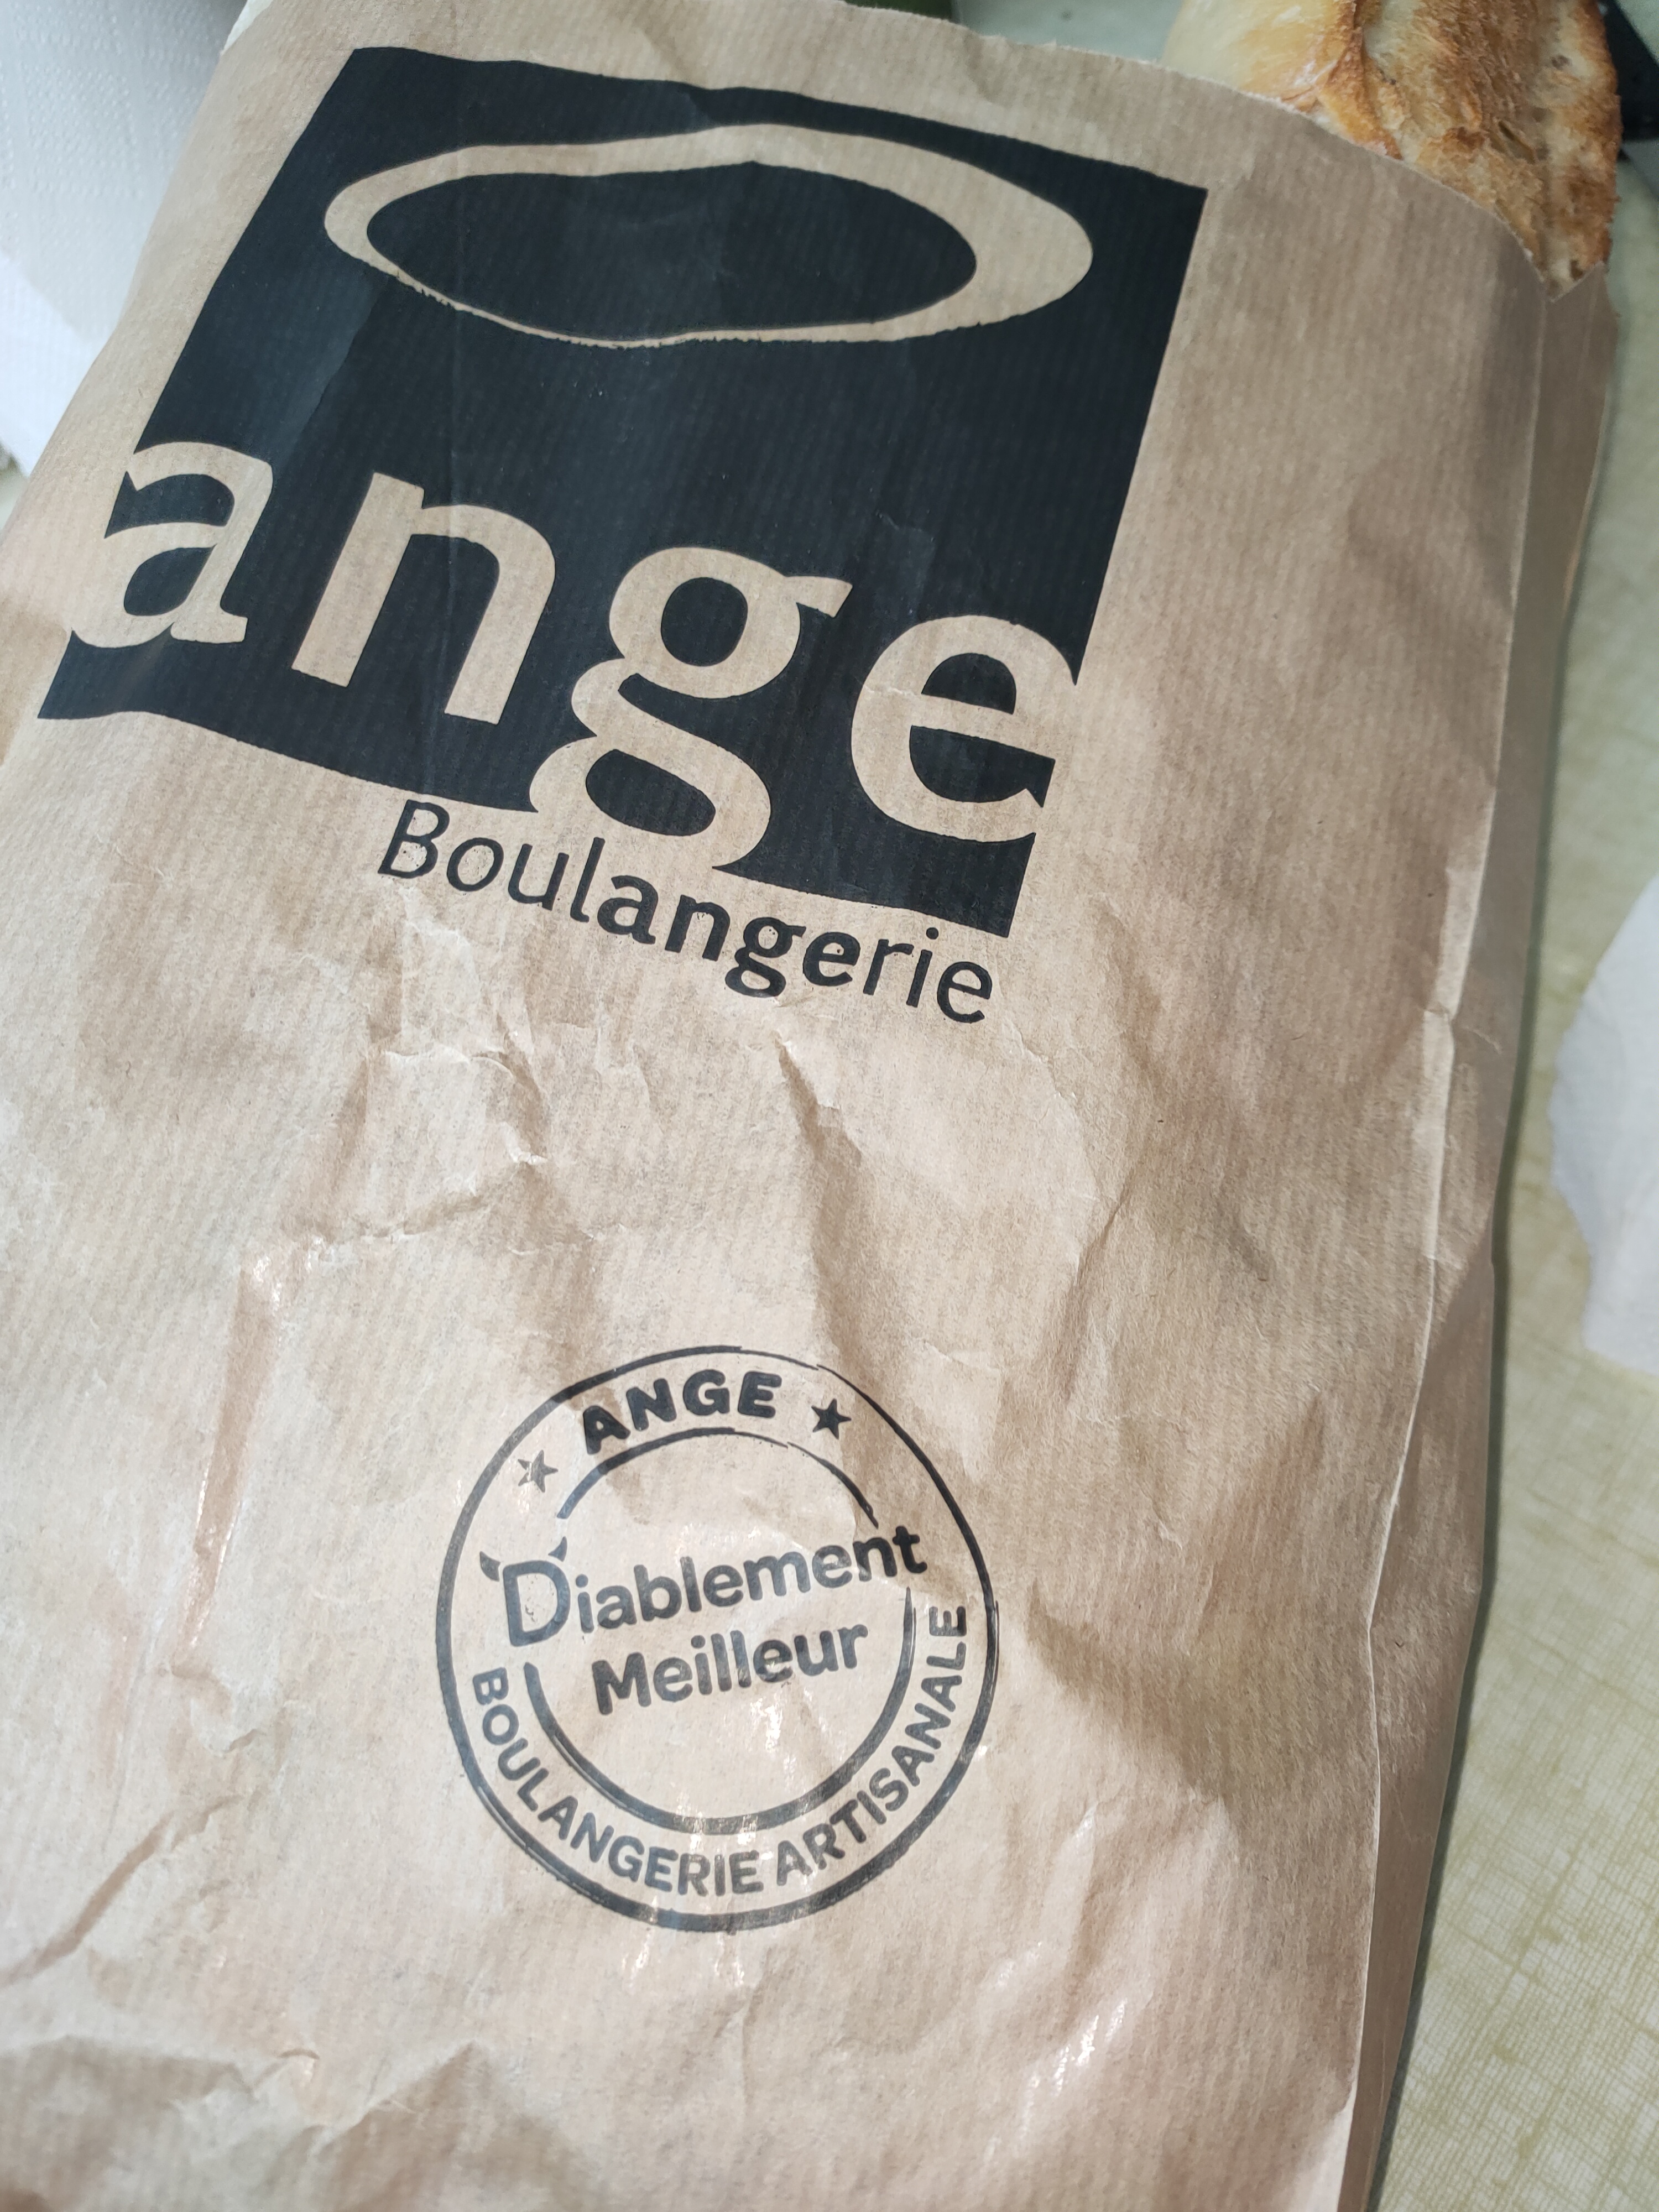 ange
Boulangerie
ANGE
Diablement
Meilleur
BOULANGERIE ARTISANALE